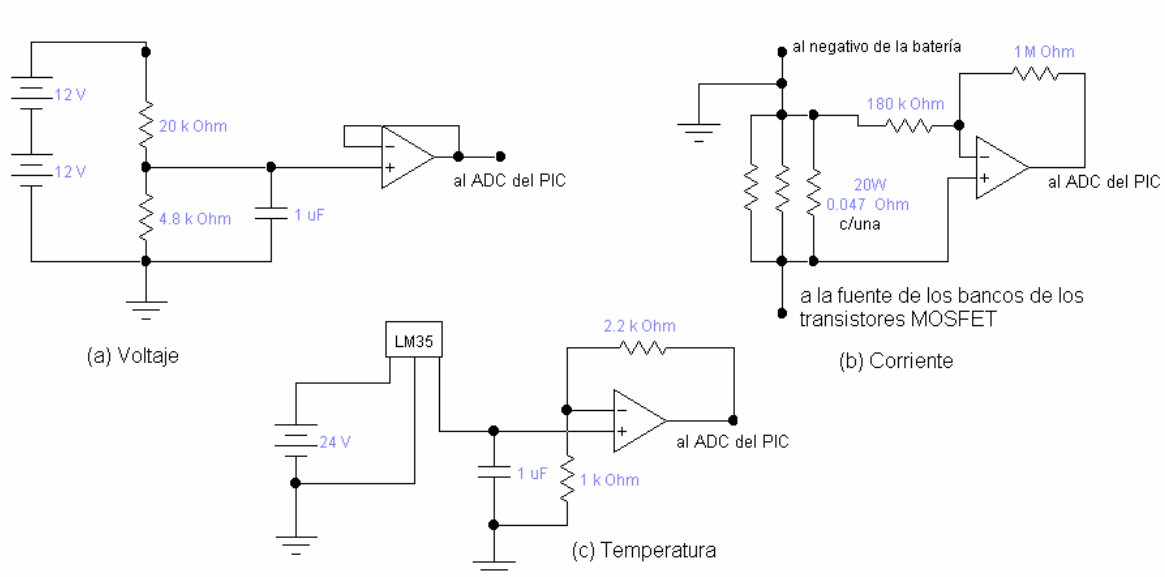 12 V
12 V
20 k Ohm
4.8 k Ohm
1 uF
-
+
al ADC del PIC
(a) Voltaje
al negativo de la batería
1M Ohm
180 k Ohm
-
+
al ADC del PIC
20W
0.047 Ohm
c/una
a la fuente de los bancos de los
transistores MOSFET
(b) Corriente
LM35
24 V
2.2 k Ohm
-
+
al ADC del PIC
1 uF
1 k Ohm
(c) Temperatura